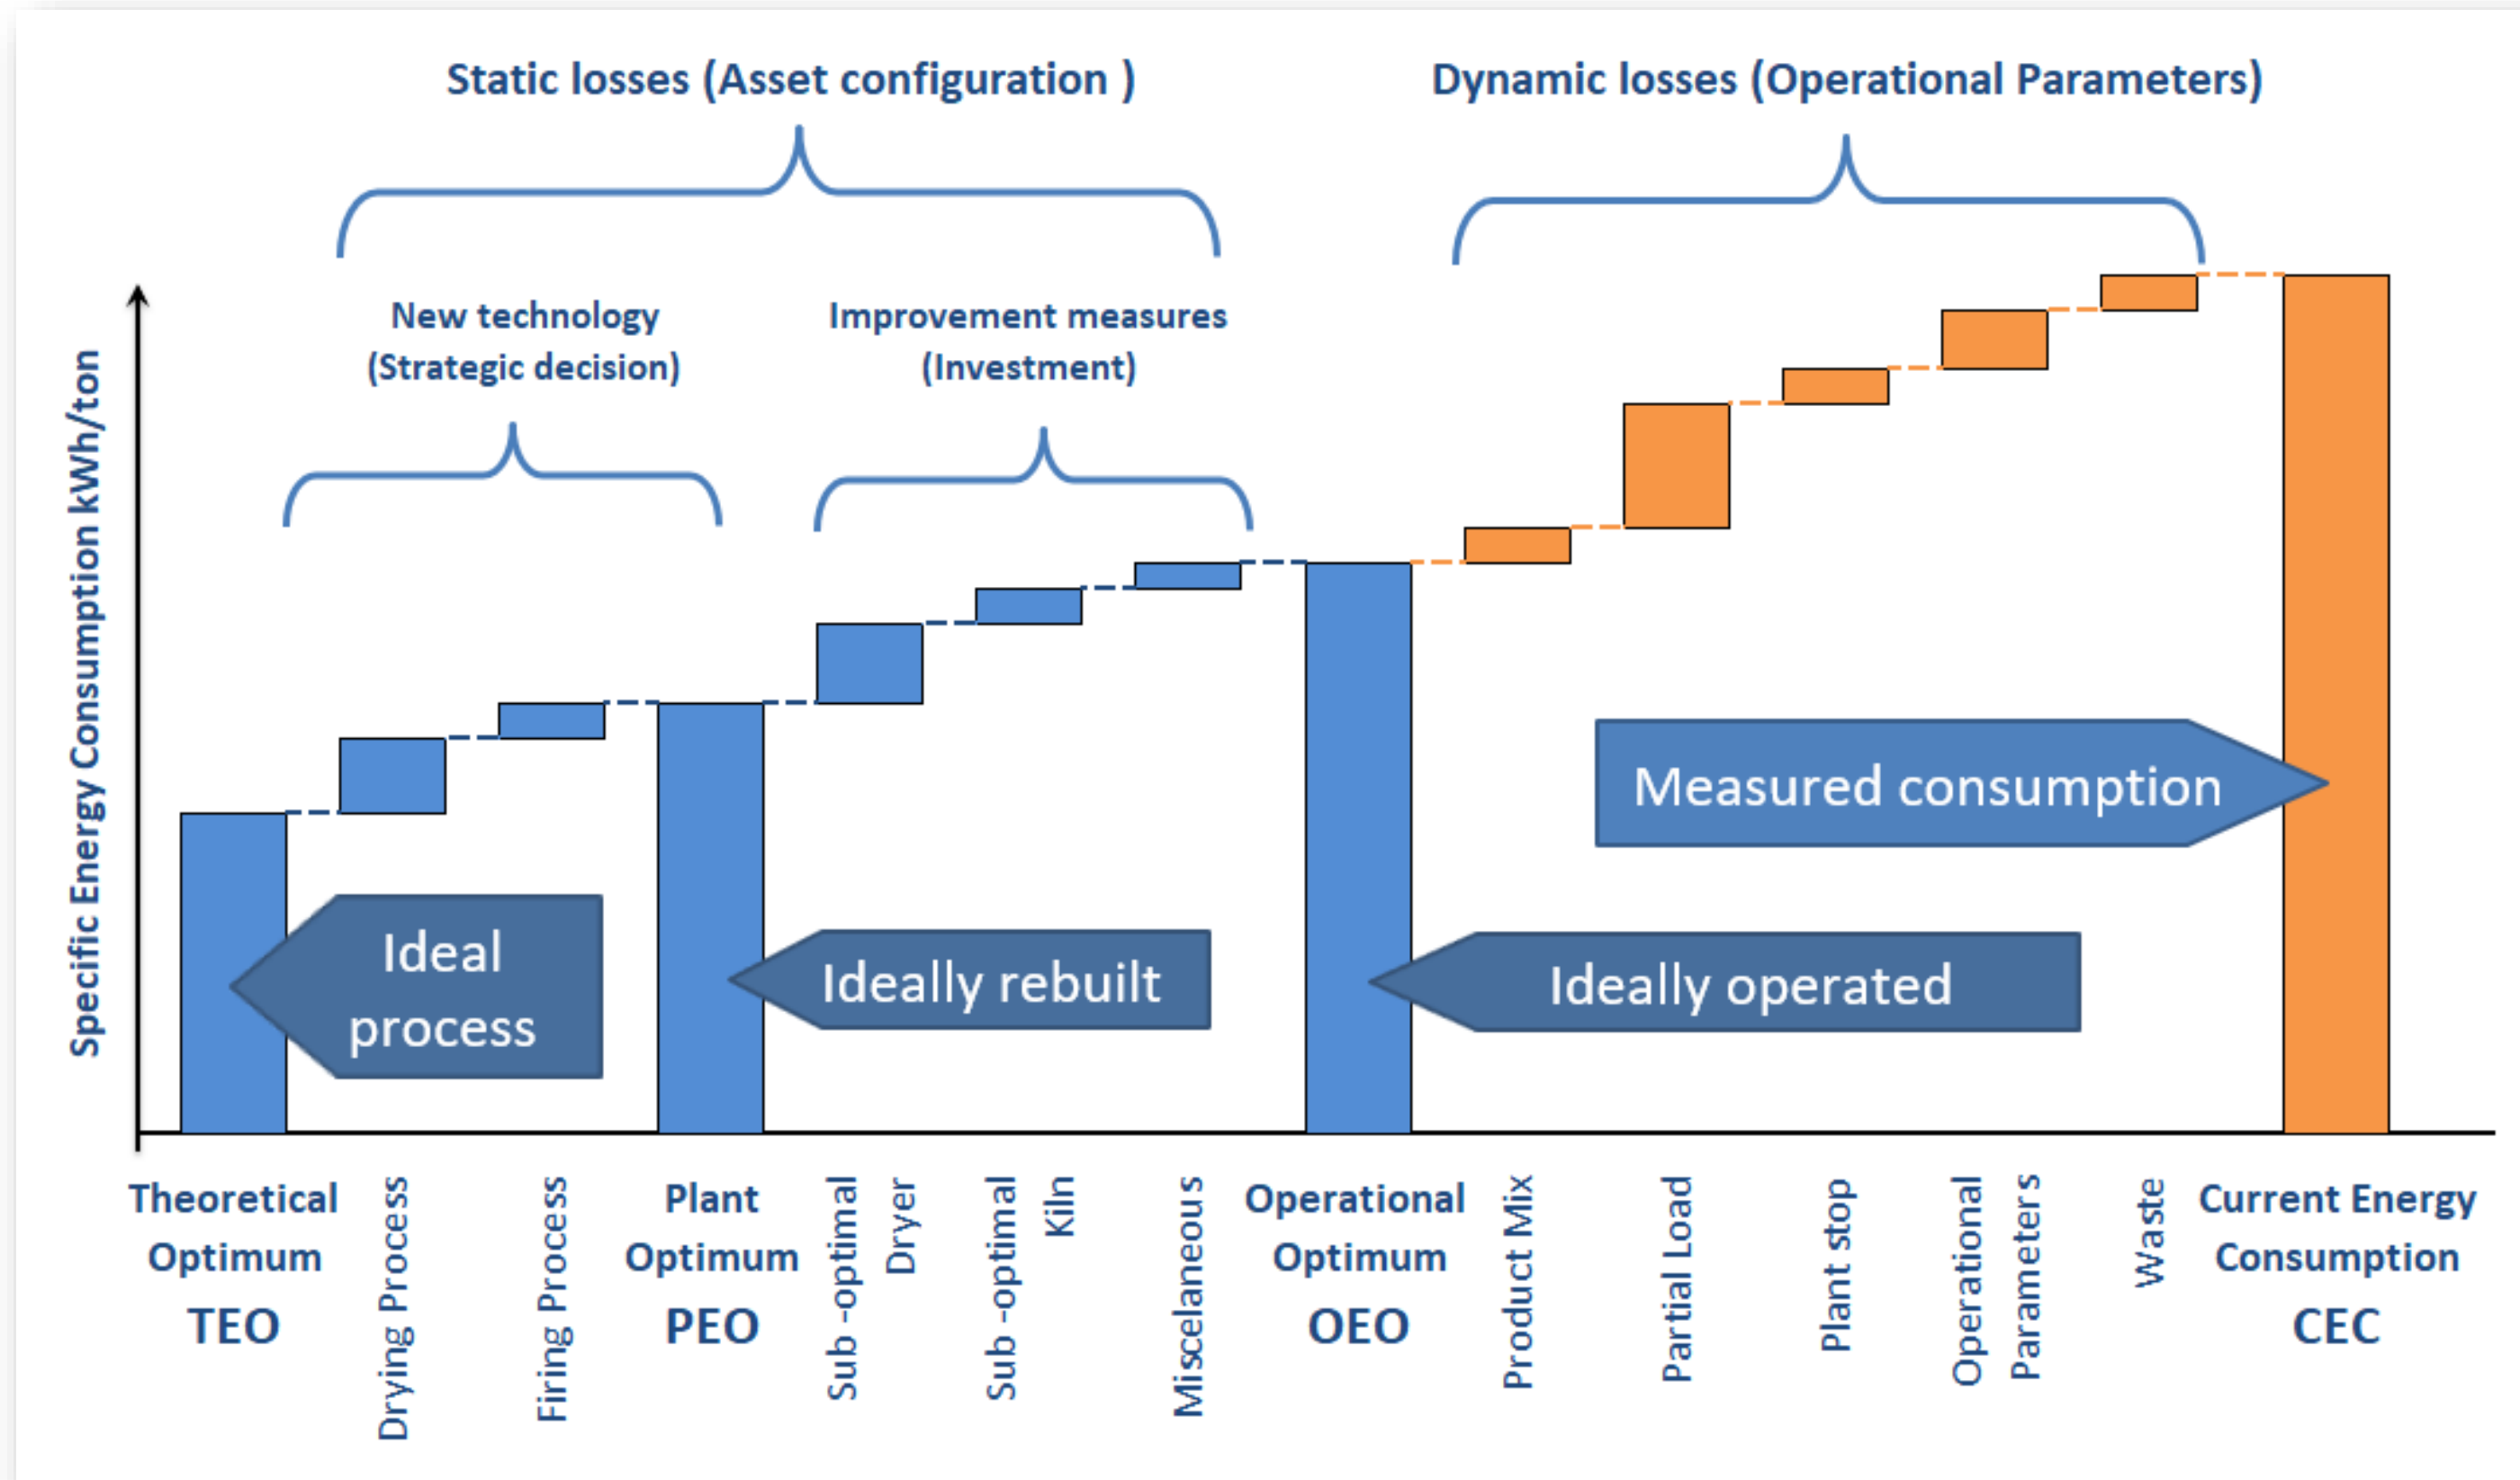 Static losses (Asset configuration )
Dynamic losses (Operational Parameters)
New technology
(Strategic decision)
Improvement measures
(Investment)
Specific Energy Consumption kWh/ton
Measured consumption
Ideal
process
Ideally rebuilt
Ideally operated
Theoretical
Optimum
TEO
Drying Process
Firing Process
Plant
Optimum
PEO
Sub -optimal
Dryer
Sub -optimal
Kiln
Miscelaneous
Operational
Optimum
OEO
Product Mix
Partial Load
Plant stop
Operational
Parameters
Waste
Current Energy
Consumption
CEC